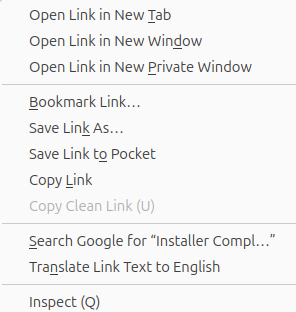 Open Link in New Tab
Open Link in New Window
Open Link in New Private Window
Bookmark Link…
Save Link As…
Save Link to Pocket
Copy Link
Copy Clean Link (U)
Search Google for “Installer Compl…”
Translate Link Text to English
Inspect (Q)